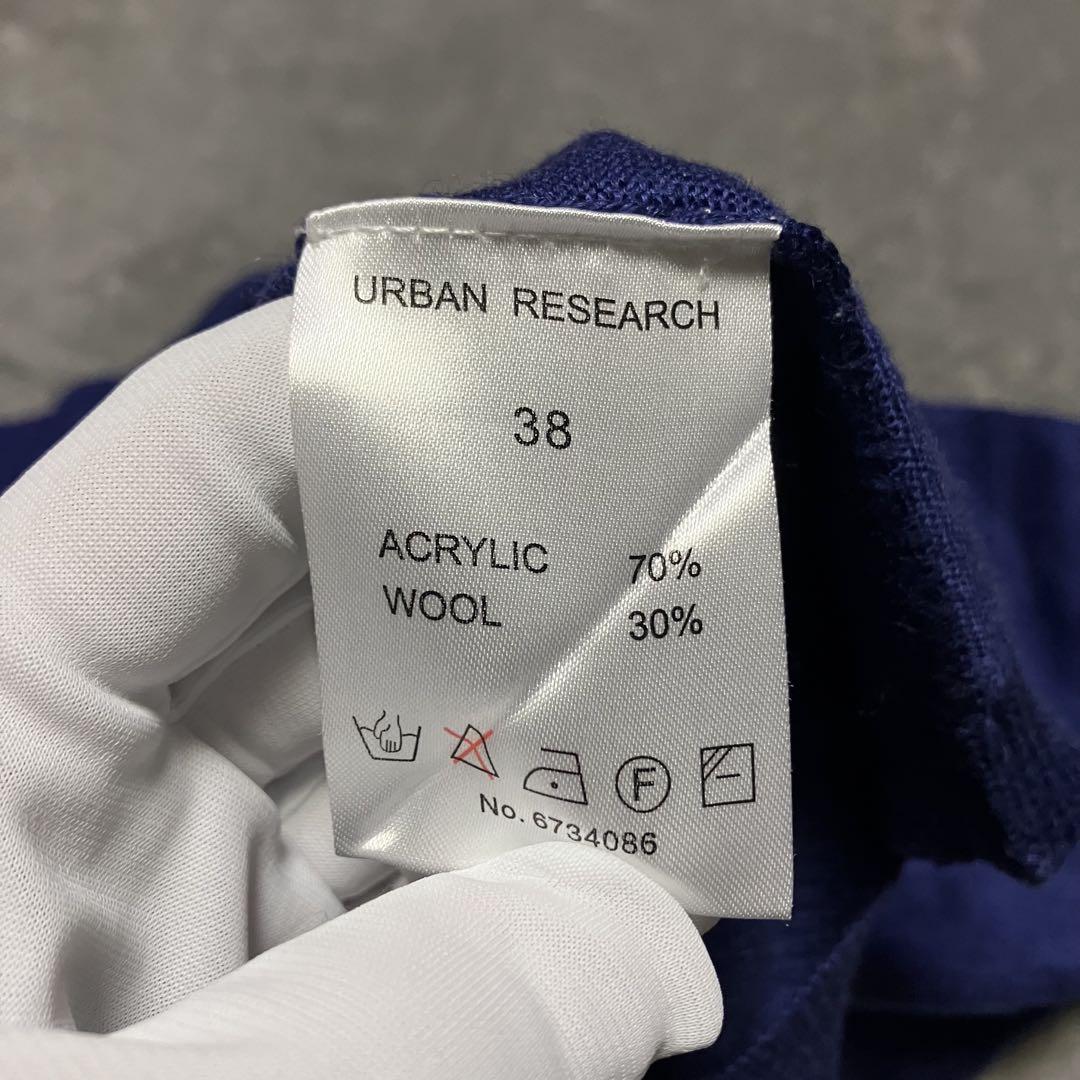 URBAN RESEARCH
38
ACRYLIC 70%
WOOL 30%
F
No. 6734086